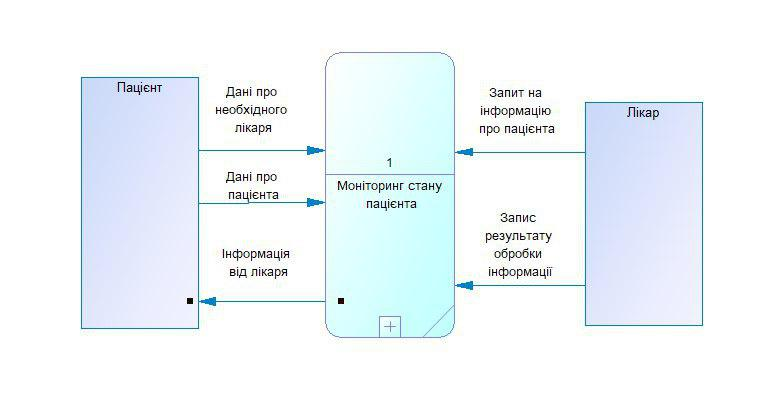 Пацієнт
Дані про
необхідного
лікаря
Дані про
пацієнта
Інформація
від лікаря
1
Моніторинг стану
пацієнта
Запит на
інформацію
про пацієнта
Запис
результату
обробки
інформації
Лікар